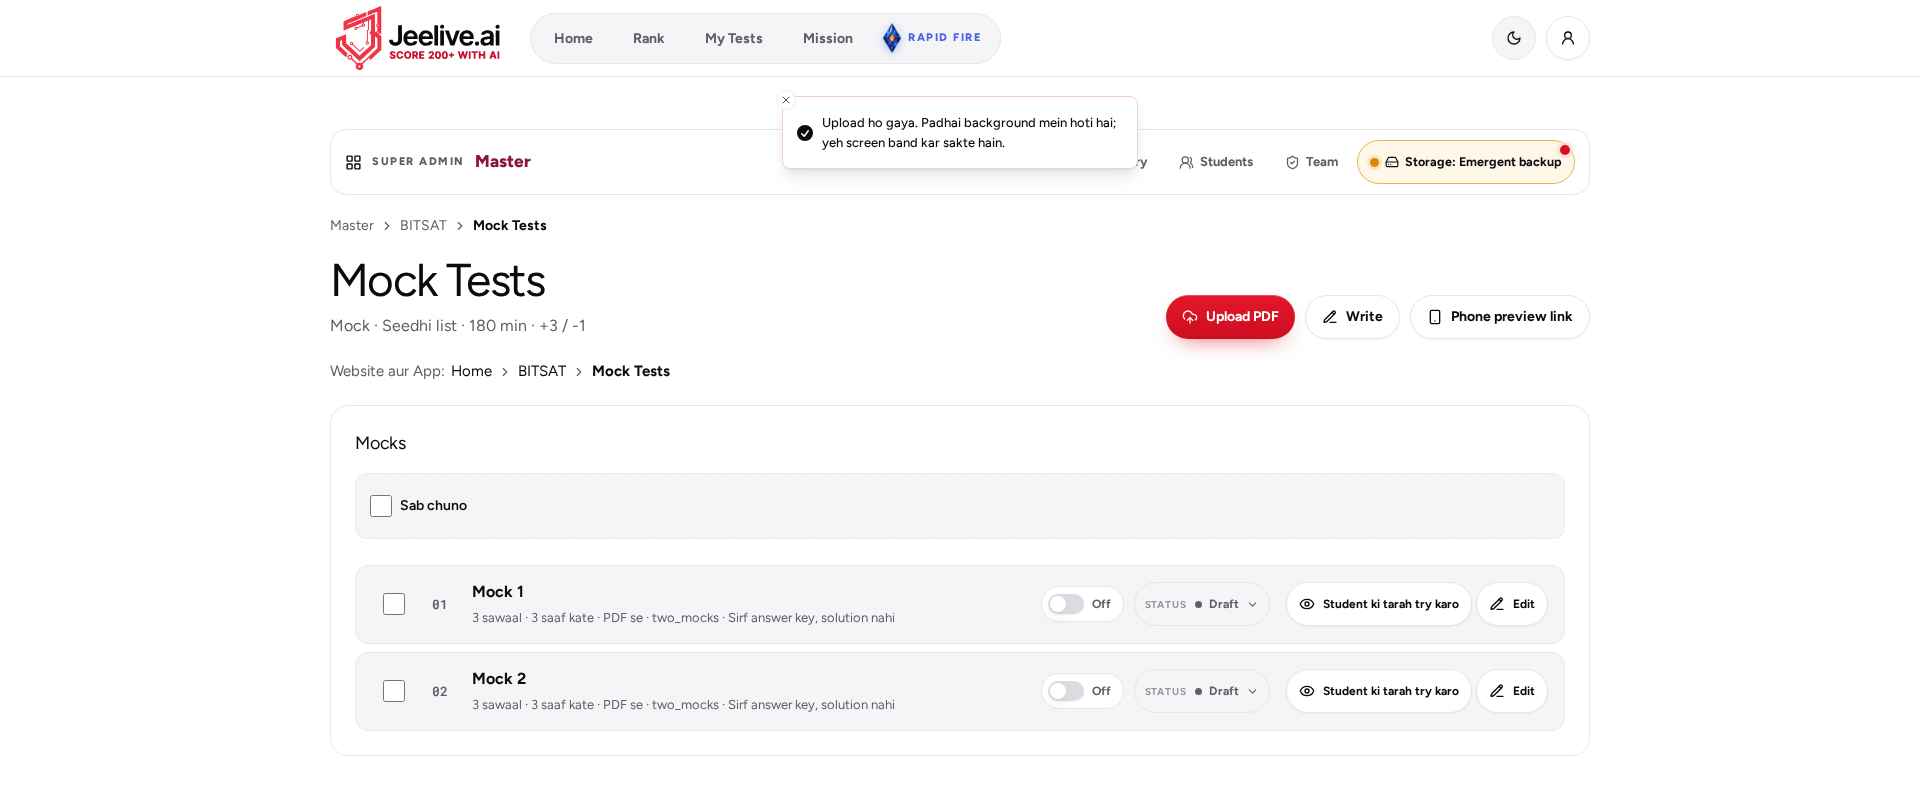 Jeelive.ai
SCORE 200+ WITH AI
Home
Rank
My Tests
Mission
RAPID FIRE
Upload ho gaya. Padhai background mein hoti hai;
yeh screen band kar sakte hain.
SUPER ADMIN
Master
Students
Team
Storage: Emergent backup
Master > BITSAT > Mock Tests
Mock Tests
Mock · Seedhi list · 180 min · +3 / -1
Upload PDF
Write
Phone preview link
Website aur App: Home > BITSAT > Mock Tests
Mocks
Sab chuno
01
Mock 1
3 sawaal · 3 saaf kate · PDF se · two_mocks · Sirf answer key, solution nahi
Off
STATUS
Draft
Student ki tarah try karo
Edit
02
Mock 2
3 sawaal · 3 saaf kate · PDF se · two_mocks · Sirf answer key, solution nahi
Off
STATUS
Draft
Student ki tarah try karo
Edit